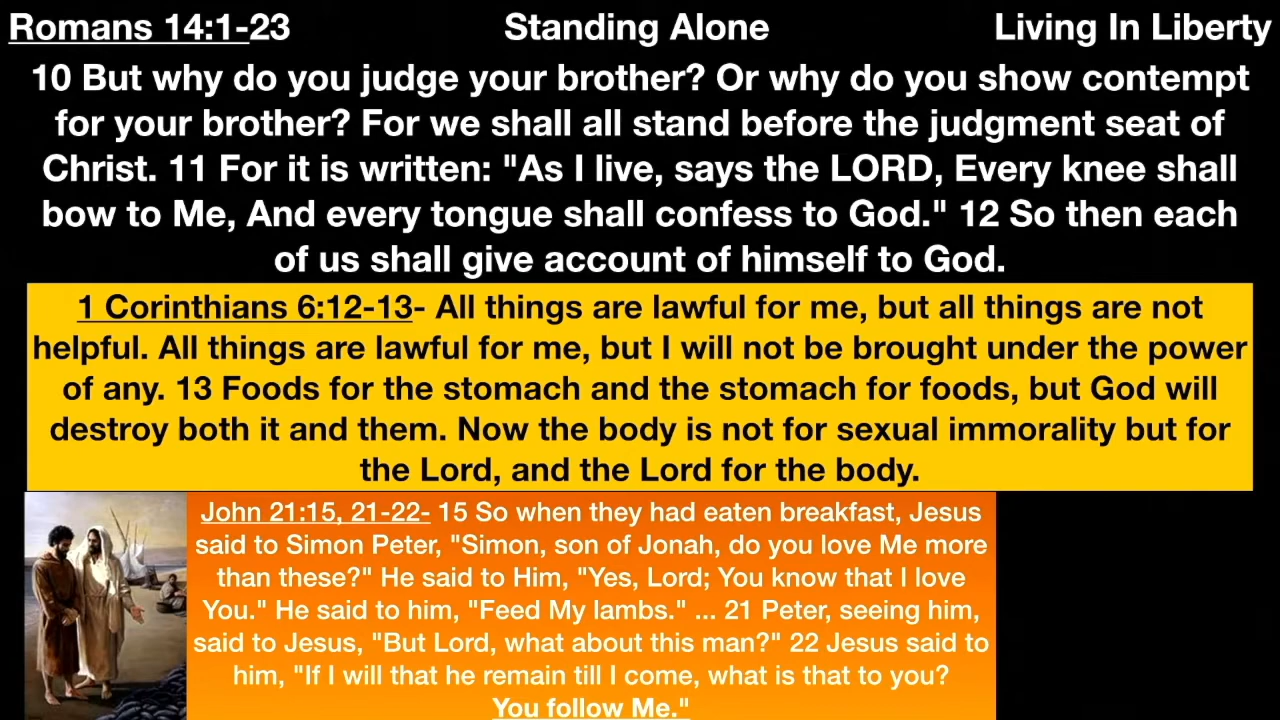 Romans 14:1-23 Standing Alone Living In Liberty
10 But why do you judge your brother? Or why do you show contempt
for your brother? For we shall all stand before the judgment seat of
Christ. 11 For it is written: "As I live, says the LORD, Every knee shall
bow to Me, And every tongue shall confess to God." 12 So then each
of us shall give account of himself to God.
1 Corinthians 6:12-13- All things are lawful for me, but all things are not
helpful. All things are lawful for me, but I will not be brought under the power
of any. 13 Foods for the stomach and the stomach for foods, but God will
destroy both it and them. Now the body is not for sexual immorality but for
the Lord, and the Lord for the body.
John 21:15, 21-22- 15 So when they had eaten breakfast, Jesus
said to Simon Peter, "Simon, son of Jonah, do you love Me more
than these?" He said to Him, "Yes, Lord; You know that I love
You." He said to him, "Feed My lambs." ... 21 Peter, seeing him,
said to Jesus, "But Lord, what about this man?" 22 Jesus said to
him, "If I will that he remain till I come, what is that to you?
You follow Me."